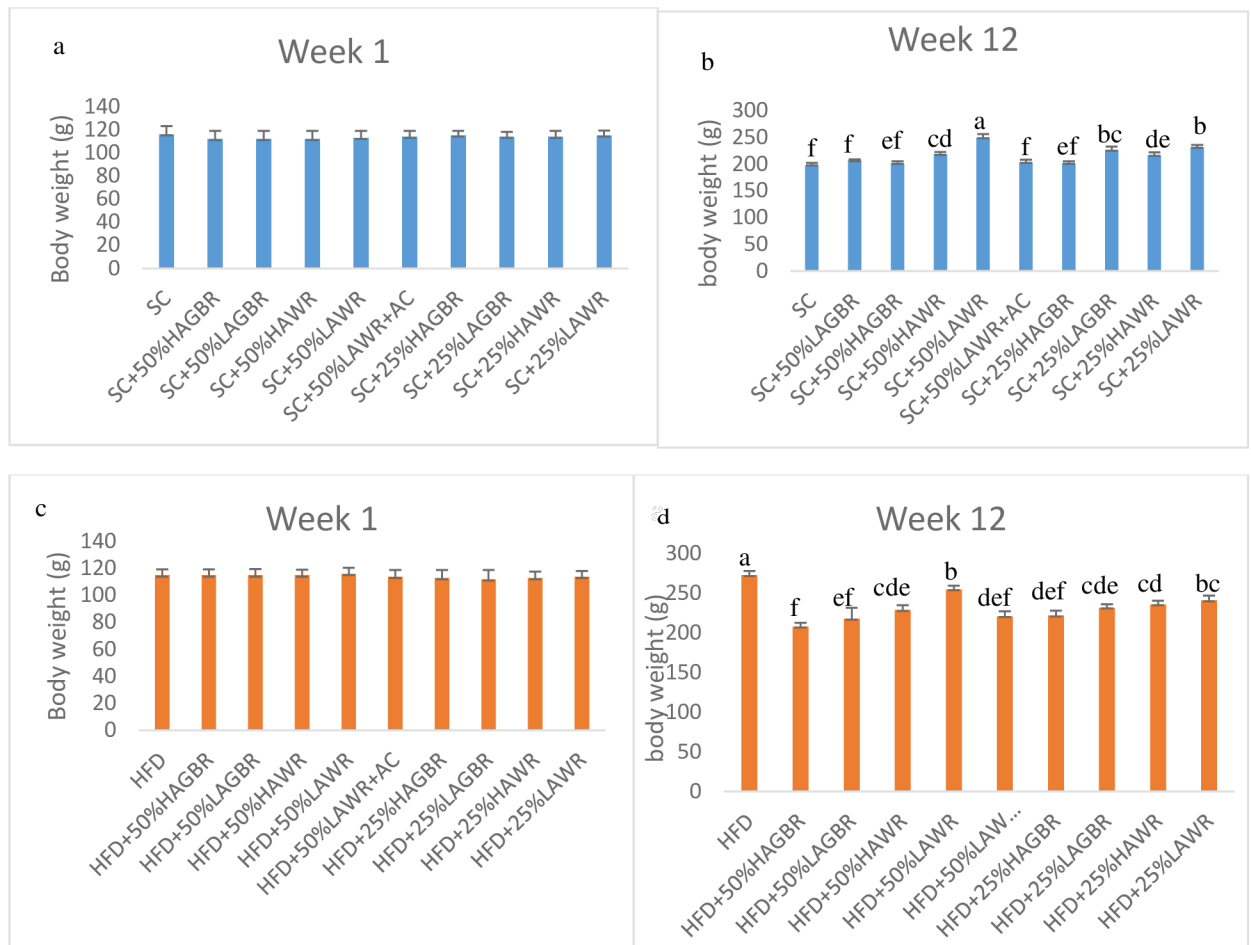 a
Week 1
Body weight (g)
140
120
100
80
60
40
20
0
SC
SC+50%HAGBR
SC+50%LAGBR
SC+50%HAWR
SC+50%LAWR
SC+50%LAWR+AC
SC+25%HAGBR
SC+25%LAGBR
SC+25%HAWR
SC+25%LAWR
b
Week 12
body weight (g)
300
250
200
150
100
50
0
f
f
ef
cd
a
f
ef
bc
de
b
SC
SC+50%LAGBR
SC+50%HAGBR
SC+50%HAWR
SC+50%LAWR
SC+50%LAWR+AC
SC+25%HAGBR
SC+25%LAGBR
SC+25%HAWR
SC+25%LAWR
c
Week 1
Body weight (g)
140
120
100
80
60
40
20
0
HFD
HFD+50%HAGBR
HFD+50%LAGBR
HFD+50%HAWR
HFD+50%LAWR
HFD+50%LAWR+AC
HFD+25%HAGBR
HFD+25%LAGBR
HFD+25%HAWR
HFD+25%LAWR
d
Week 12
body weight (g)
300
250
200
150
100
50
0
a
f
ef
cde
b
def
def
cde
cd
bc
HFD
HFD+50%HAGBR
HFD+50%LAGBR
HFD+50%HAWR
HFD+50%LAWR
HFD+50%LAW...
HFD+25%HAGBR
HFD+25%LAGBR
HFD+25%HAWR
HFD+25%LAWR